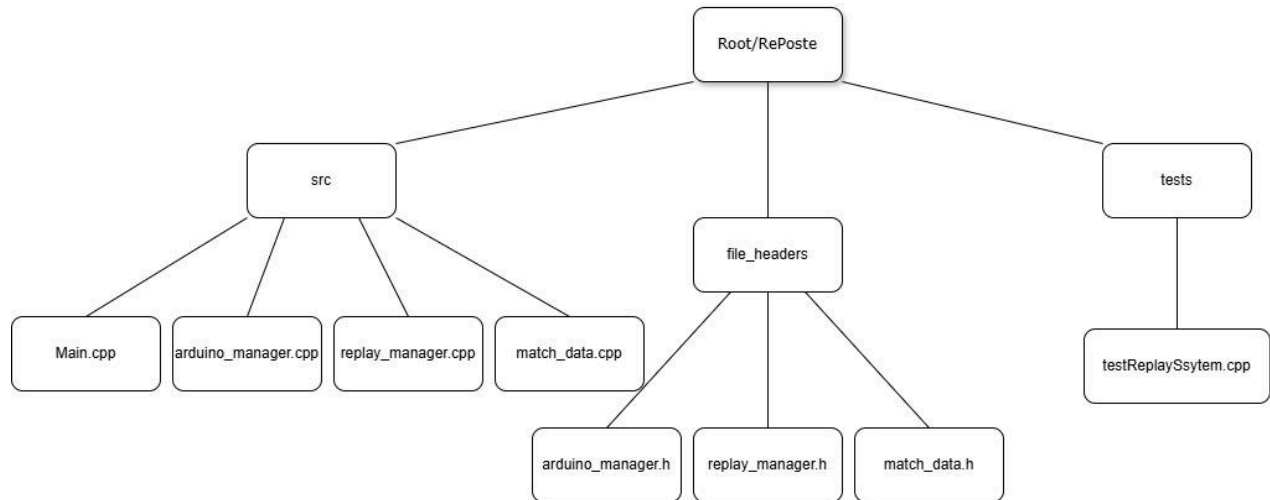 Root/RePoste
src
tests
file_headers
Main.cpp
arduino_manager.cpp
replay_manager.cpp
match_data.cpp
testReplaySsytem.cpp
arduino_manager.h
replay_manager.h
match_data.h